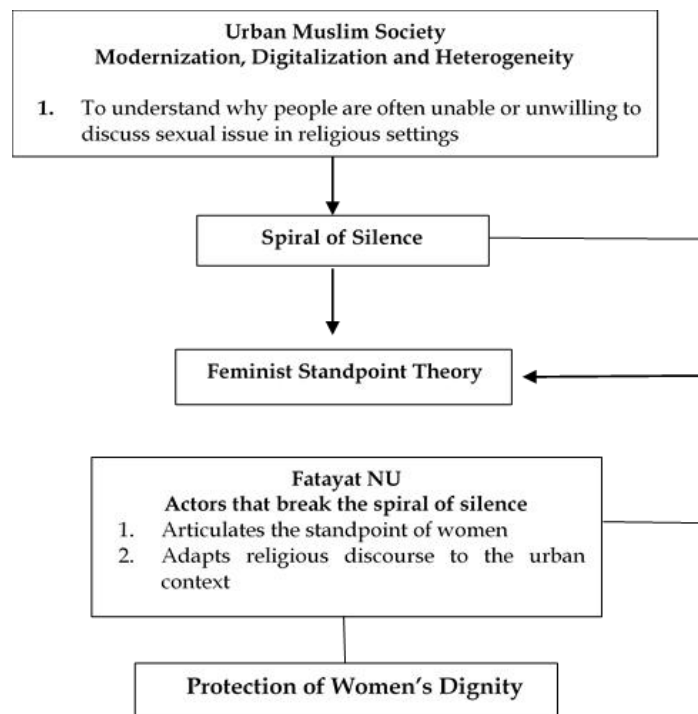 Urban Muslim Society
Modernization, Digitalization and Heterogeneity
1. To understand why people are often unable or unwilling to
discuss sexual issue in religious settings
Spiral of Silence
Feminist Standpoint Theory
Fatayat NU
Actors that break the spiral of silence
1. Articulates the standpoint of women
2. Adapts religious discourse to the urban
context
Protection of Women's Dignity